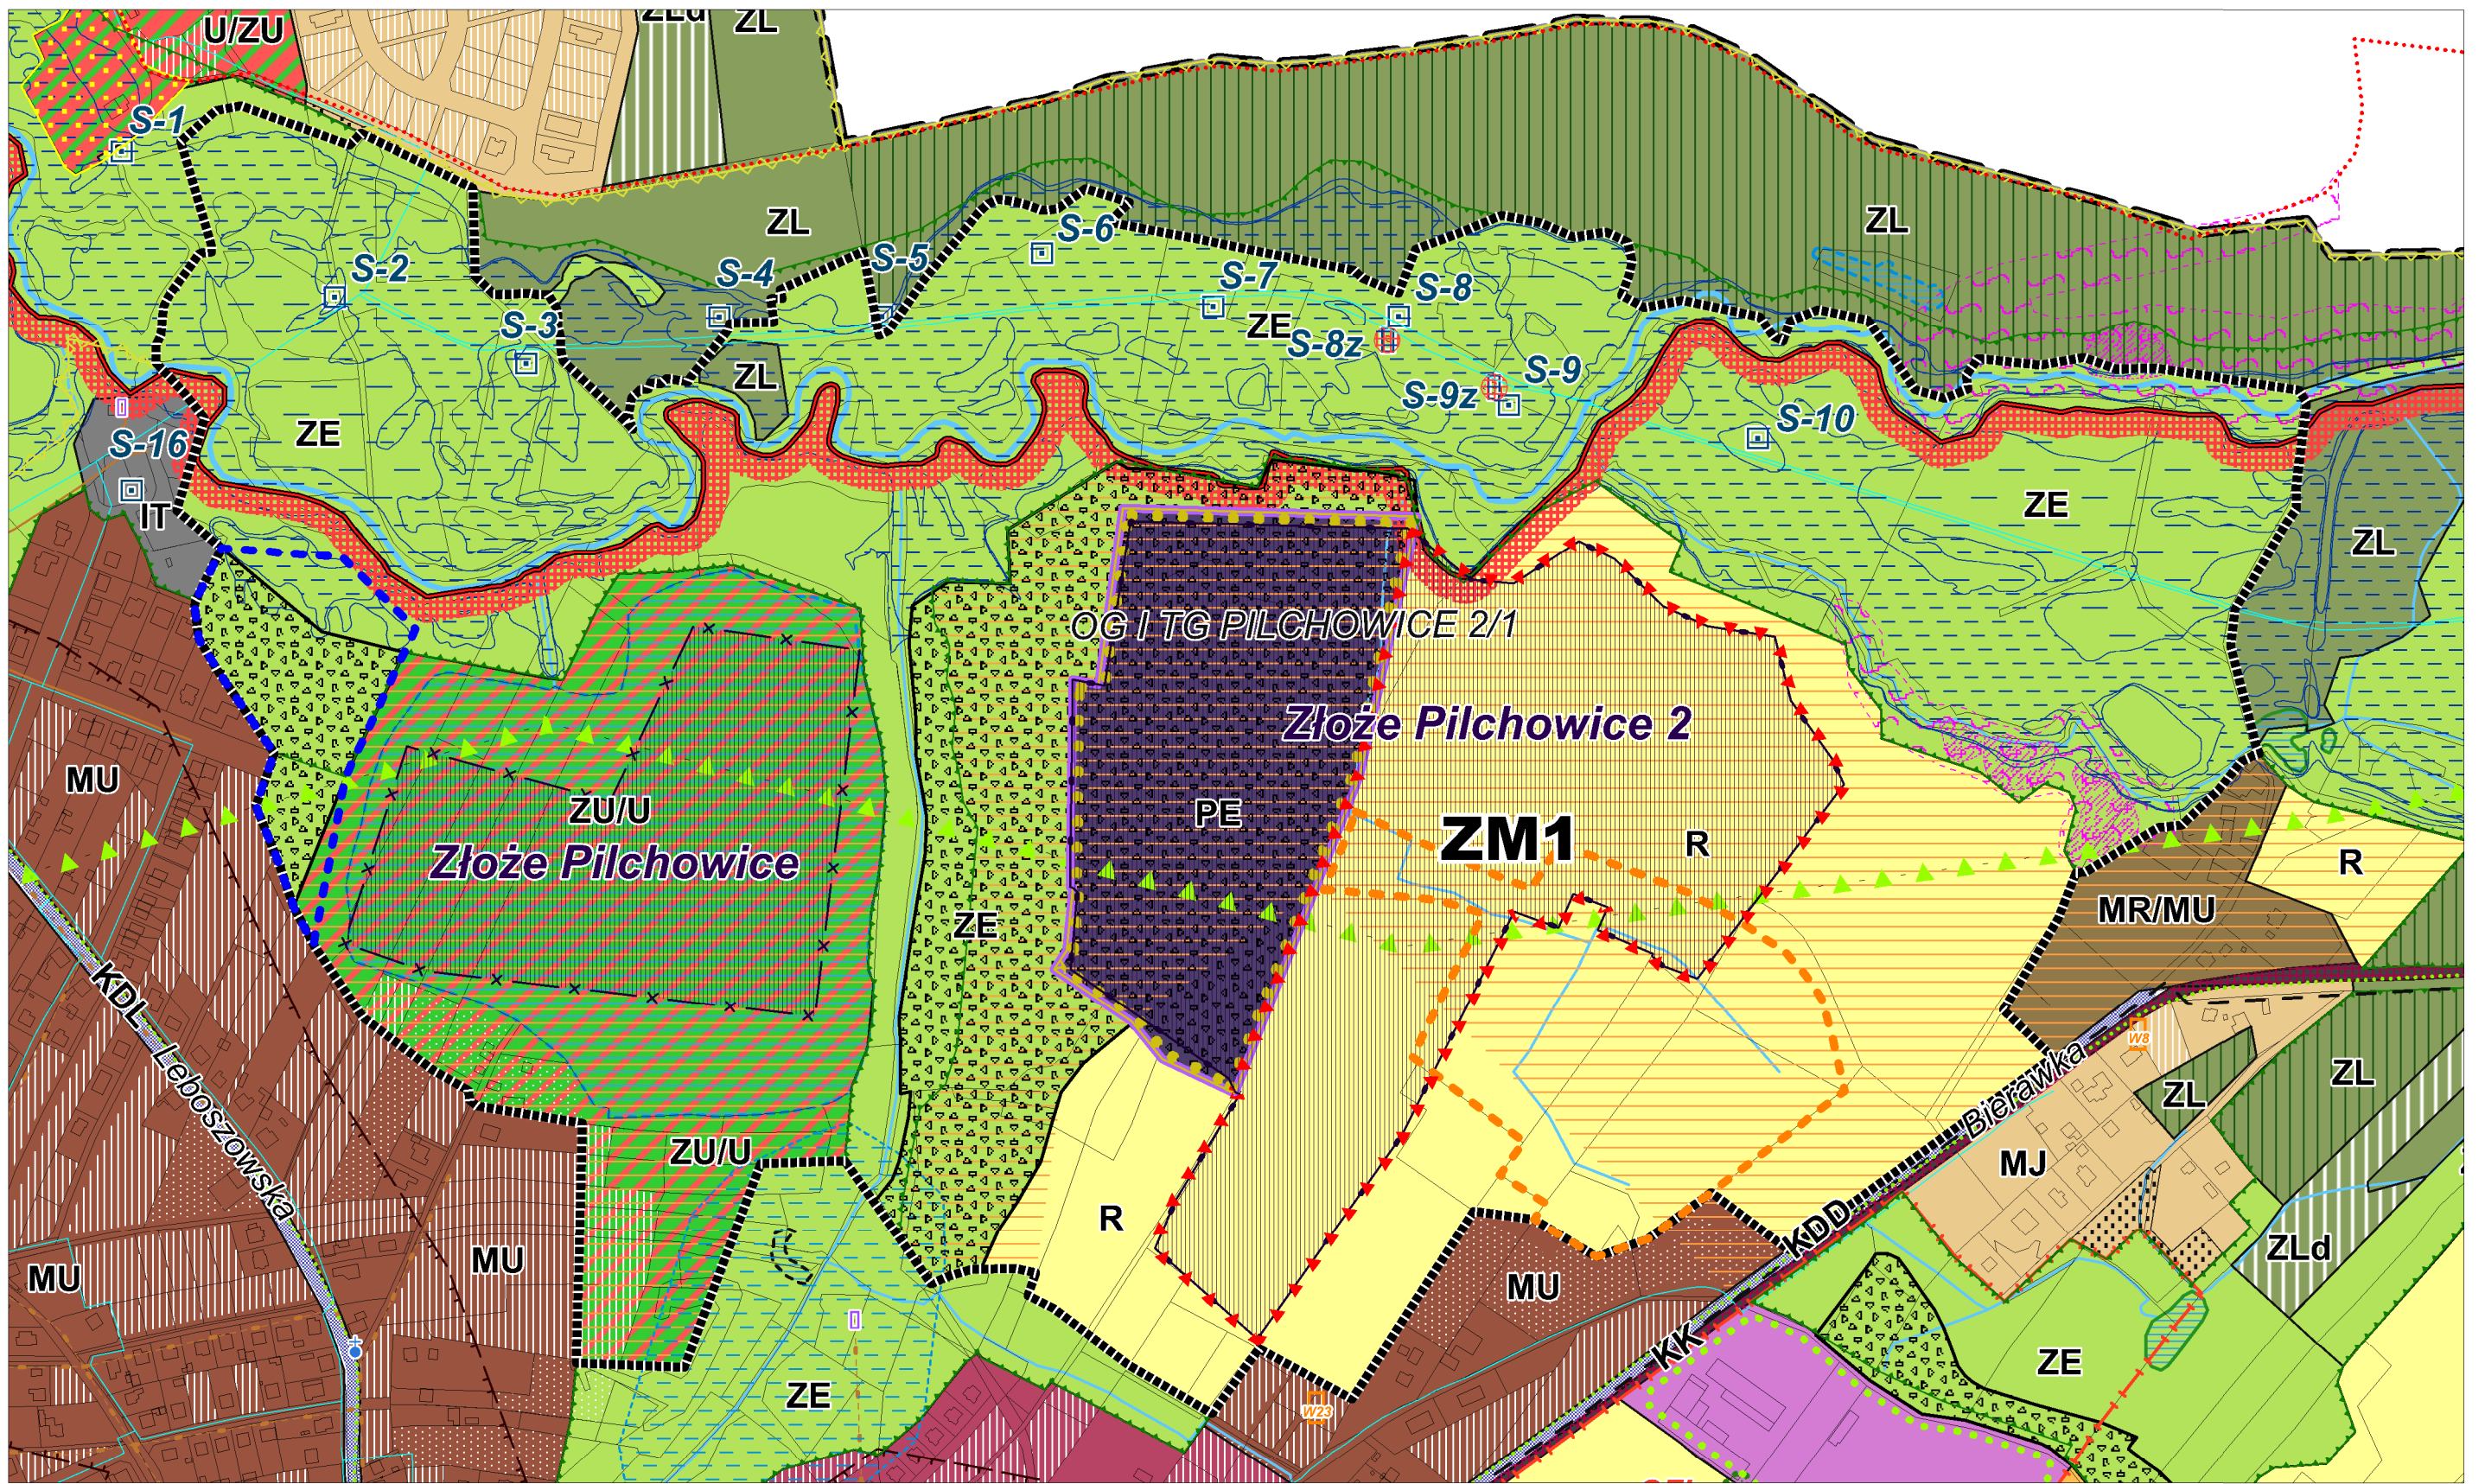 U/ZU
ZLd
ZL
S-1
ZL
ZL
S-6
S-5
S-2
S-4
S-7
S-8
S-3
ZE
S-8z
ZL
S-9
S-9z
S-10
ZE
S-16
ZE
IT
ZL
OG I TG PILCHOWICE 2/1
Złoże Pilchowice 2
MU
ZU/U
PE
ZM1
R
Złoże Pilchowice
R
ZE
MR/MU
KDL
Leboszowska
W8
Bierawka
ZL
ZL
ZU/U
MJ
R
KDD
ZLd
MU
MU
MU
KK
ZE
ZE
W23